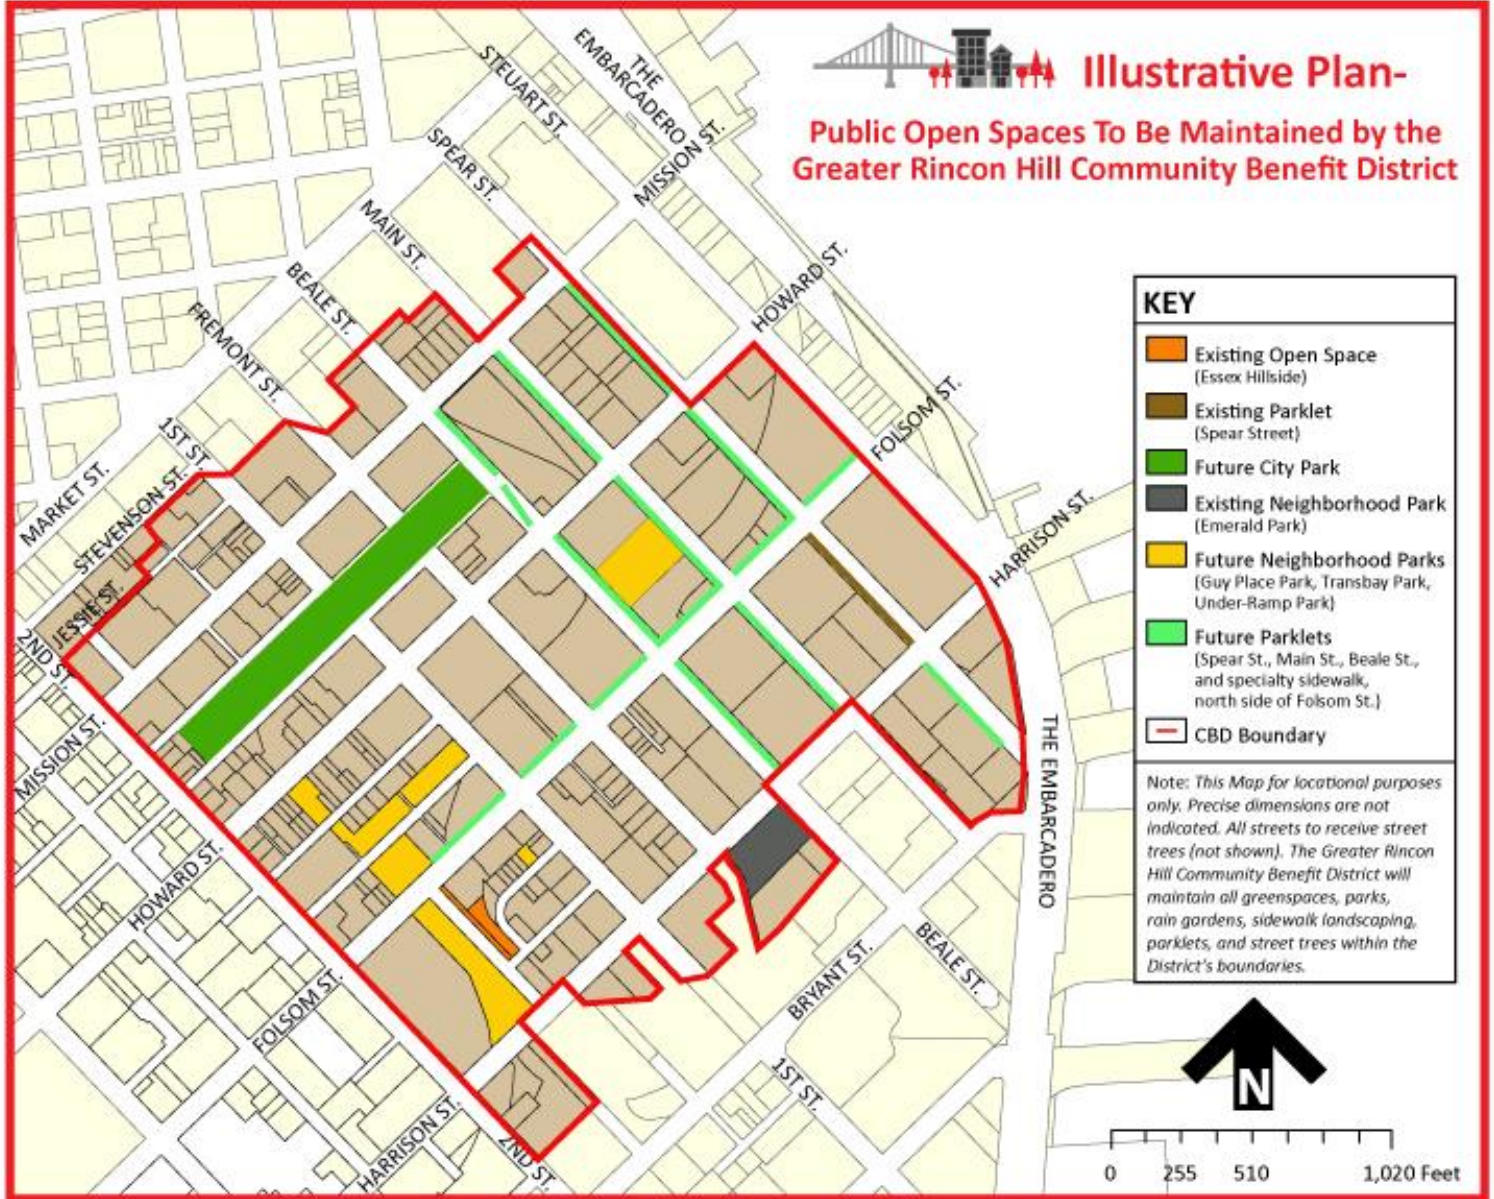 Illustrative Plan-
Public Open Spaces To Be Maintained by the
Greater Rincon Hill Community Benefit District
THE
EMBARCADERO
STEUART ST.
SPEAR ST.
MISSION ST.
MAIN ST.
BEALE ST.
HOWARD ST.
FREMONT ST.
FOLSOM ST.
1ST ST.
MARKET ST.
STEVENSON ST.
HARRISON ST.
JESSIE ST.
2ND ST.
MISSION ST.
THE EMBARCADERO
HOWARD ST.
FOLSOM ST.
BRYANT ST.
BEALE ST.
1ST ST.
HARRISON ST.
2ND ST.
KEY
Existing Open Space
(Essex Hillside)
Existing Parklet
(Spear Street)
Future City Park
Existing Neighborhood Park
(Emerald Park)
Future Neighborhood Parks
(Guy Place Park, Transbay Park,
Under-Ramp Park)
Future Parklets
(Spear St., Main St., Beale St.,
and specialty sidewalk,
north side of Folsom St.)
CBD Boundary
Note: This Map for locational purposes
only. Precise dimensions are not
indicated. All streets to receive street
trees (not shown). The Greater Rincon
Hill Community Benefit District will
maintain all greenspaces, parks,
rain gardens, sidewalk landscaping,
parklets, and street trees within the
District's boundaries.
N
0 255 510 1,020 Feet